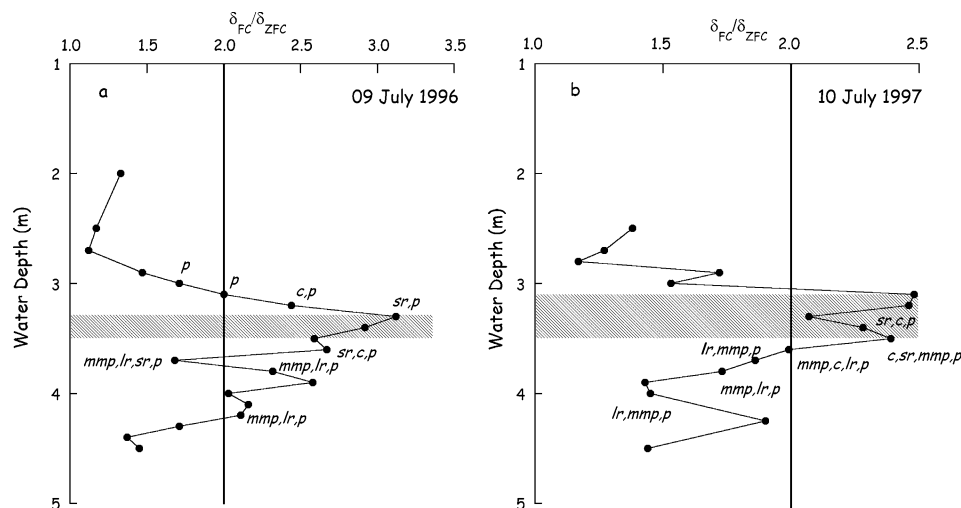 δFC/δZFC
1.0 1.5 2.0 2.5 3.0 3.5
1
2
3
4
5
Water Depth (m)
a
09 July 1996
p
p
c,p
sr,p
sr,c,p
mmp,lr,sr,p
mmp,lr,p
mmp,lr,p
δFC/δZFC
1.0 1.5 2.0 2.5
1
2
3
4
5
Water Depth (m)
b
10 July 1997
sr,c,p
c,sr,mmp,p
lr,mmp,p
mmp,c,lr,p
mmp,lr,p
lr,mmp,p